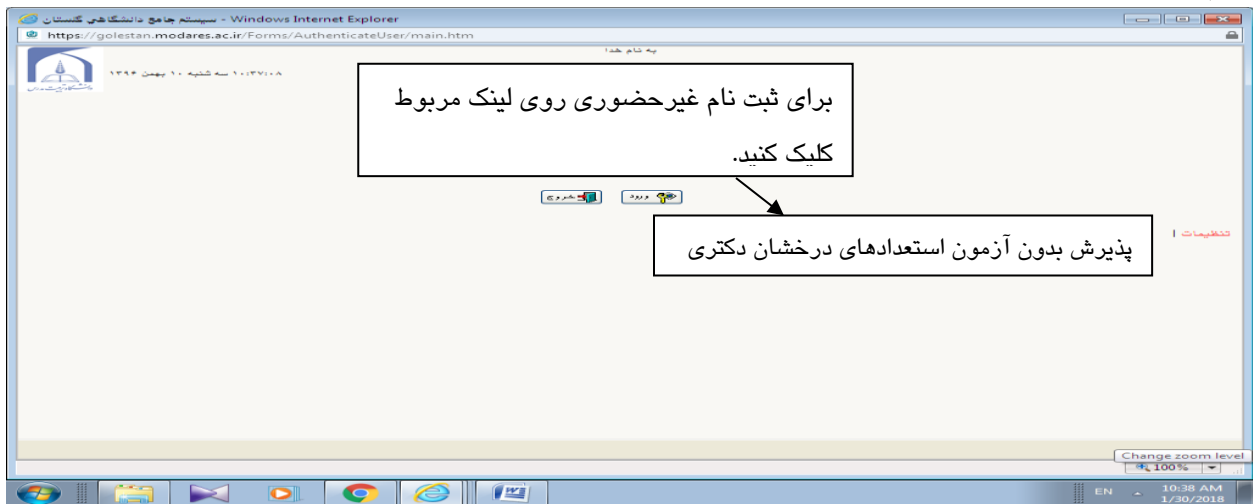 سیستم جامع دانشگاهی گلستان - Windows Internet Explorer
https://golestan.modares.ac.ir/Forms/AuthenticateUser/main.htm
به نام خدا
۱۰:۳۷:۰۸ سه شنبه ۱۰ بهمن ۱۳۹۶
برای ثبت نام غیرحضوری روی لینک مربوط
کلیک کنید.
ورود
خروج
تنظیمات |
پذیرش بدون آزمون استعدادهای درخشان دکتری
Change zoom level
100%
EN
10:38 AM
1/30/2018